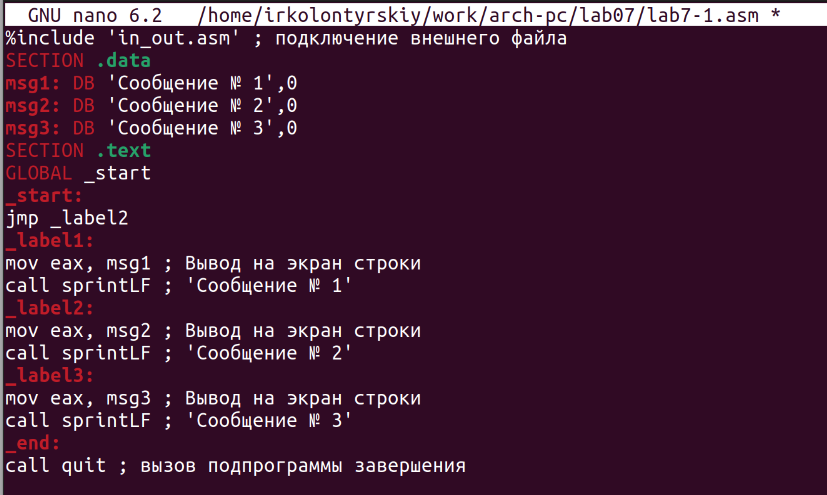 GNU nano 6.2 /home/irkolontyrskiy/work/arch-pc/lab07/lab7-1.asm *
%include 'in_out.asm' ; подключение внешнего файла
SECTION .data
msg1: DB 'Сообщение № 1',0
msg2: DB 'Сообщение № 2',0
msg3: DB 'Сообщение № 3',0
SECTION .text
GLOBAL _start
_start:
jmp _label2
_label1:
mov eax, msg1 ; Вывод на экран строки
call sprintLF ; 'Сообщение № 1'
_label2:
mov eax, msg2 ; Вывод на экран строки
call sprintLF ; 'Сообщение № 2'
_label3:
mov eax, msg3 ; Вывод на экран строки
call sprintLF ; 'Сообщение № 3'
_end:
call quit ; вызов подпрограммы завершения